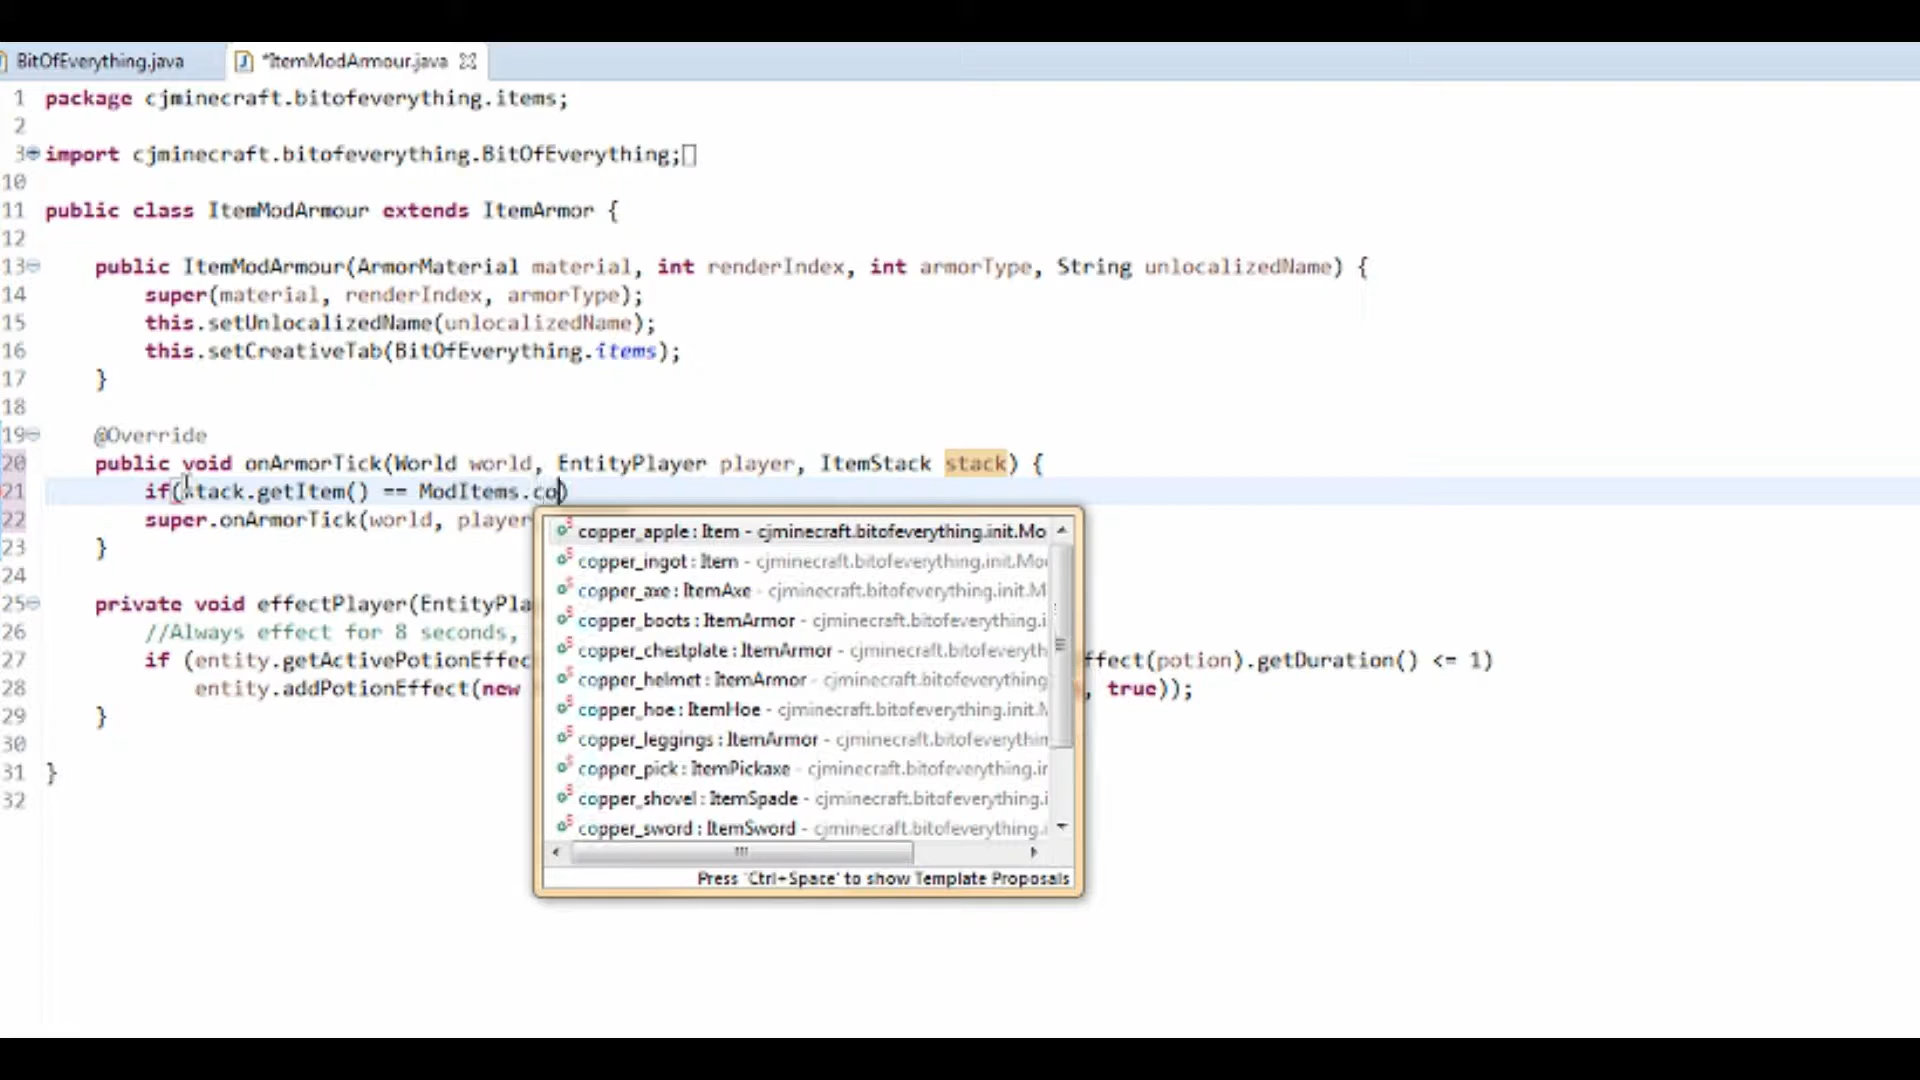 BitOfEverything.java *ItemModArmour.java
1 package cjminecraft.bitofeverything.items;
2
3 import cjminecraft.bitofeverything.BitOfEverything;
10
11 public class ItemModArmour extends ItemArmor {
12
13 public ItemModArmour(ArmorMaterial material, int renderIndex, int armorType, String unlocalizedName) {
14 super(material, renderIndex, armorType);
15 this.setUnlocalizedName(unlocalizedName);
16 this.setCreativeTab(BitOfEverything.items);
17 }
18
19 @Override
20 public void onArmorTick(World world, EntityPlayer player, ItemStack stack) {
21 if(stack.getItem() == ModItems.co)
22 super.onArmorTick(world, player
23 }
24
25 private void effectPlayer(EntityPla
26 //Always effect for 8 seconds,
27 if (entity.getActivePotionEffec ffect(potion).getDuration() <= 1)
28 entity.addPotionEffect(new , true));
29 }
30
31 }
32
copper_apple : Item - cjminecraft.bitofeverything.init.Mo
copper_ingot : Item - cjminecraft.bitofeverything.init.Mo
copper_axe : ItemAxe - cjminecraft.bitofeverything.init.M
copper_boots : ItemArmor - cjminecraft.bitofeverything.i
copper_chestplate : ItemArmor - cjminecraft.bitofeveryth
copper_helmet : ItemArmor - cjminecraft.bitofeverything
copper_hoe : ItemHoe - cjminecraft.bitofeverything.init.M
copper_leggings : ItemArmor - cjminecraft.bitofeverythin
copper_pick : ItemPickaxe - cjminecraft.bitofeverything.ir
copper_shovel : ItemSpade - cjminecraft.bitofeverything.i
copper_sword : ItemSword - cjminecraft.bitofeverything.
Press 'Ctrl+Space' to show Template Proposals